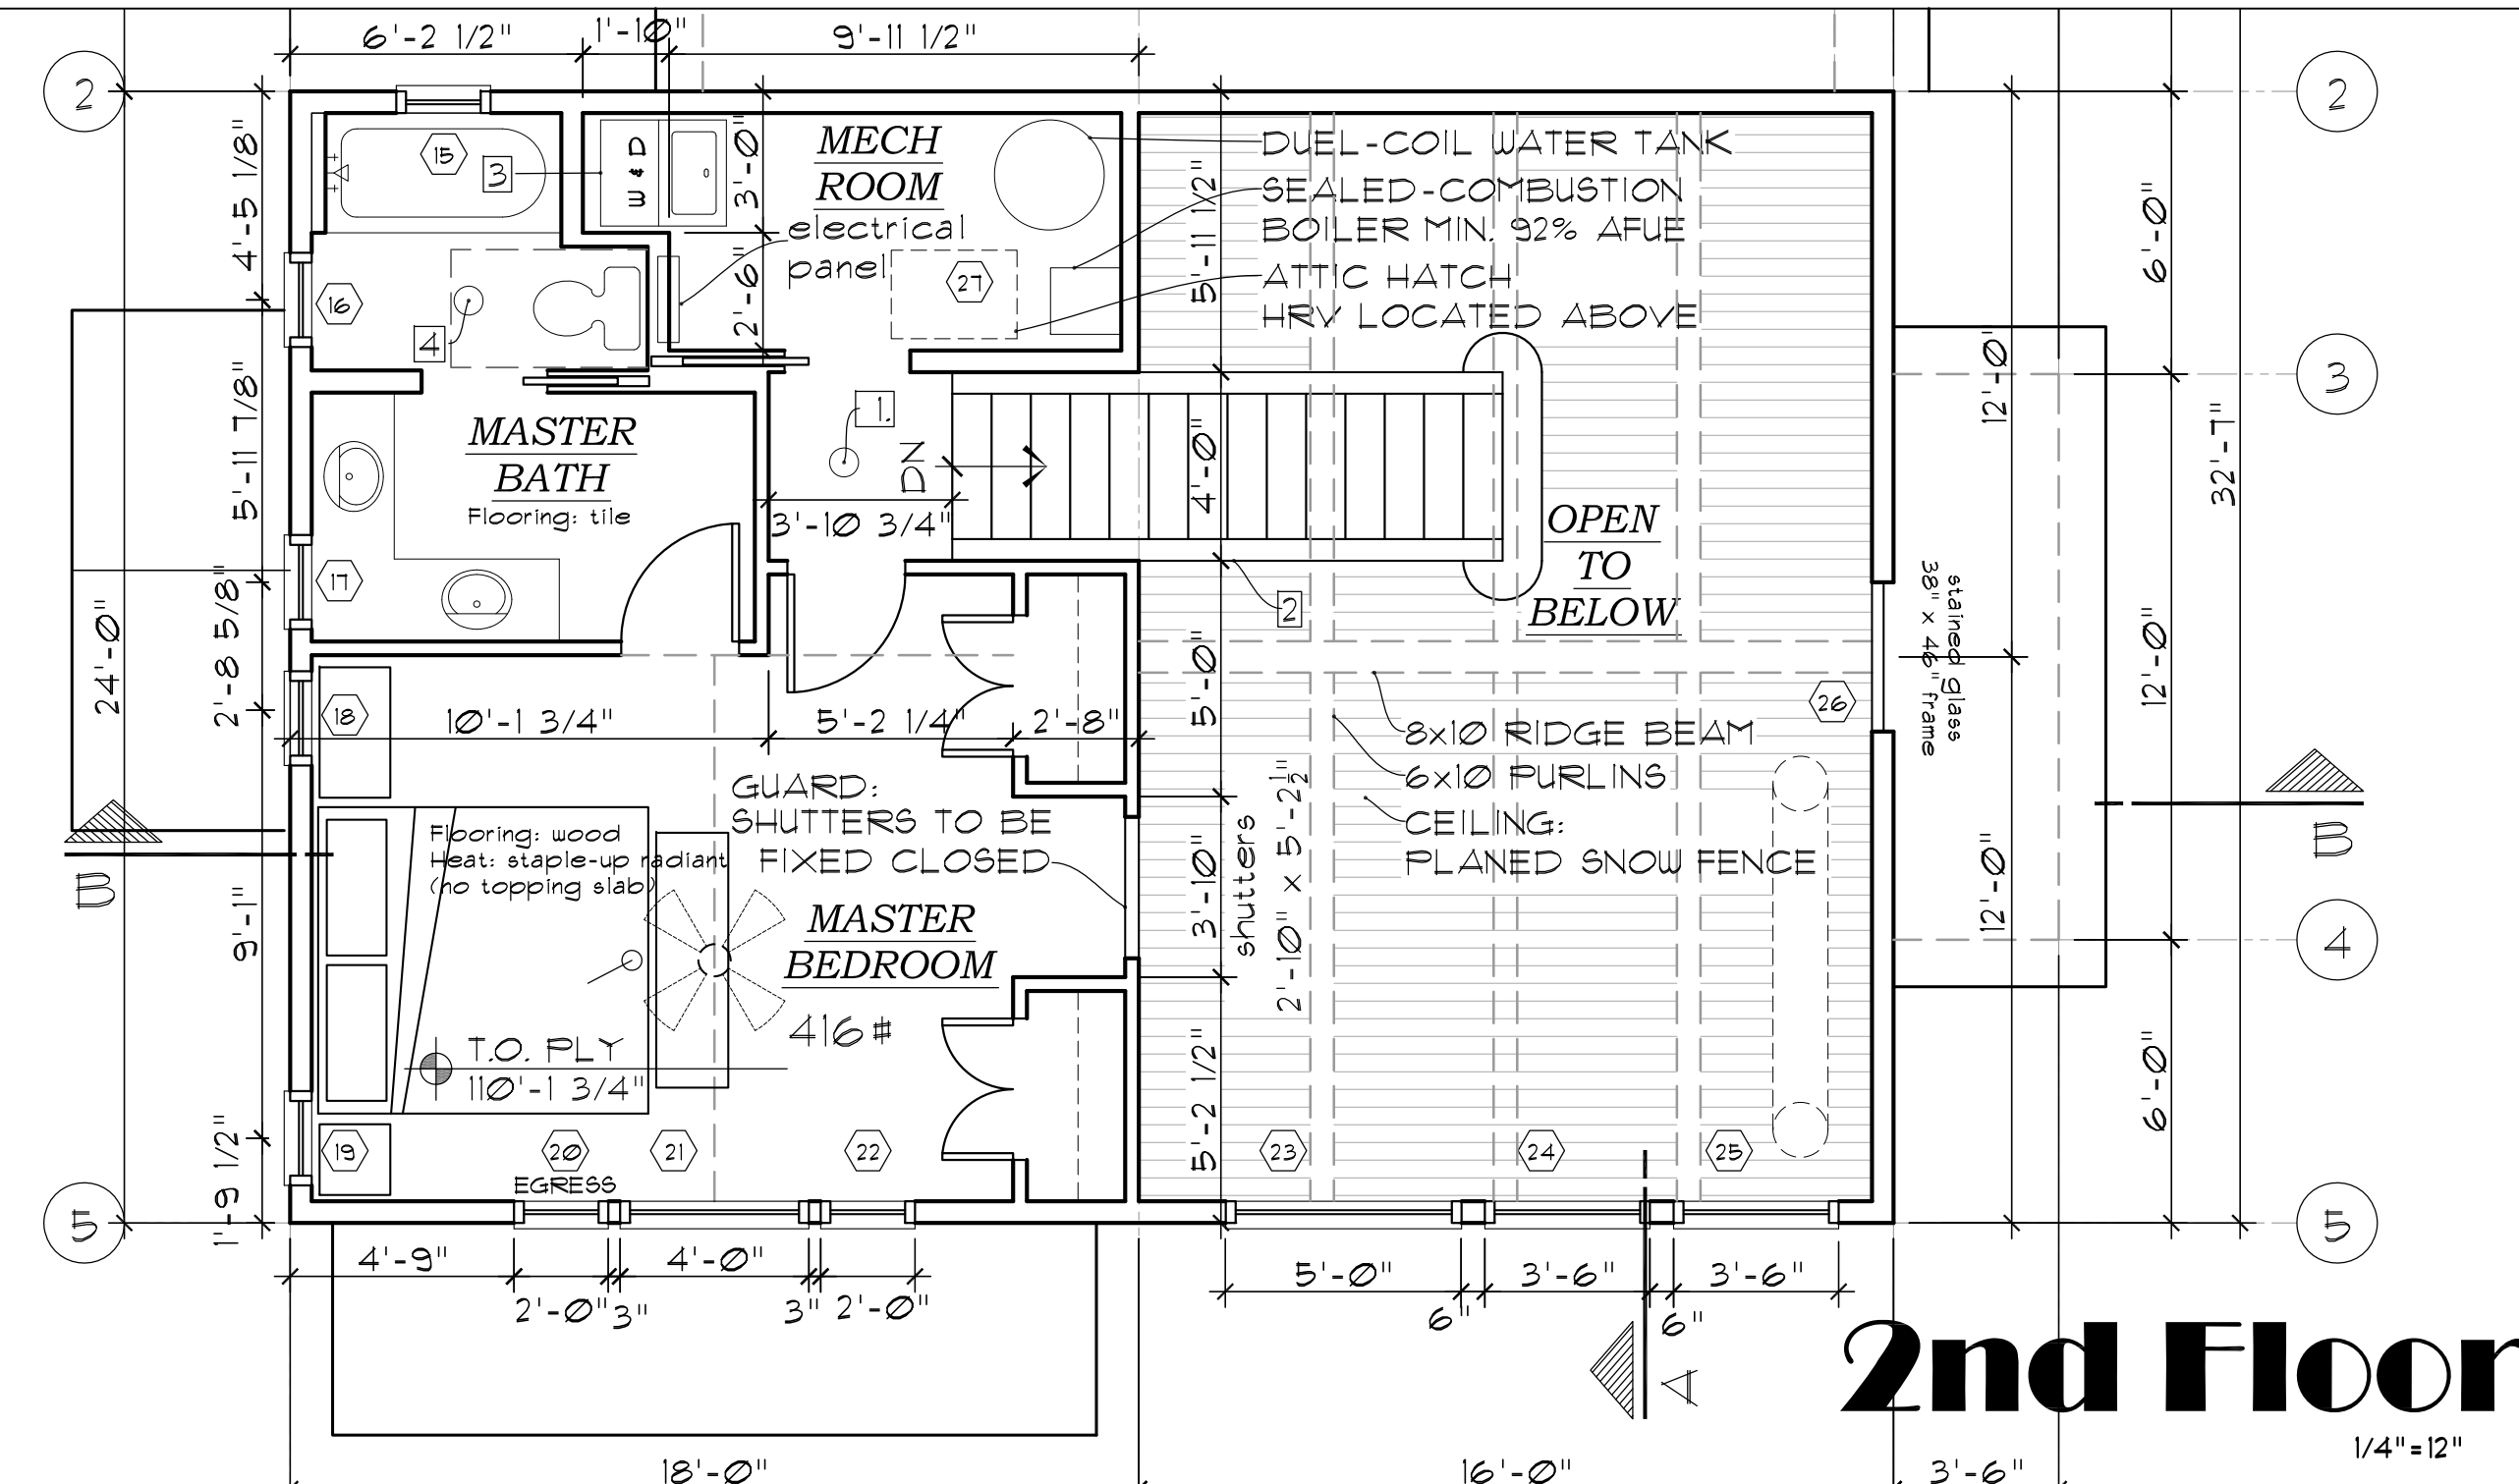 6'-2 1/2"
1'-10"
9'-11 1/2"
2
2
15
3
W & D
3'-0"
MECH
ROOM
electrical
panel
2'-6"
27
DUEL-COIL WATER TANK
SEALED-COMBUSTION
BOILER MIN. 92% AFUE
ATTIC HATCH
HRV LOCATED ABOVE
5'-11 1/2"
4'-5 1/8"
16
4
6'-0"
12'-0"
3
5'-11 7/8"
MASTER
BATH
Flooring: tile
1.
DN
3'-10 3/4"
4'-0"
OPEN
TO
BELOW
32'-7"
17
2
24'-0"
2'-8 5/8"
5'-0"
stained glass
38" x 46" frame
12'-0"
18
10'-1 3/4"
5'-2 1/4"
2'-8"
26
8x10 RIDGE BEAM
6x10 PURLINS
CEILING:
PLANED SNOW FENCE
GUARD:
SHUTTERS TO BE
FIXED CLOSED
Flooring: wood
Heat: staple-up radiant
(no topping slab)
3'-10"
shutters
2'-10" x 5'-2 1/2"
12'-0"
B
B
9'-11"
MASTER
BEDROOM
416#
4
T.O. PLY
110'-1 3/4"
5'-2 1/2"
6'-0"
1'-9 1/2"
19
20
EGRESS
21
22
23
24
25
5
5
4'-9"
4'-0"
2'-0"
3"
3"
2'-0"
5'-0"
3'-6"
3'-6"
6"
6"
A
2nd Floor
1/4"=12"
18'-0"
16'-0"
3'-6"